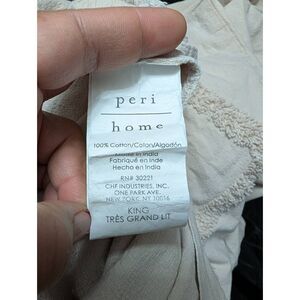 peri
home
100% Cotton/Coton/Algodón
Made in India
Fabriqué en Inde
Hecho en India
RN# 30221
CHF INDUSTRIES, INC.
ONE PARK AVE.
NEW YORK, NY 10016
KING
TRÈS GRAND LIT